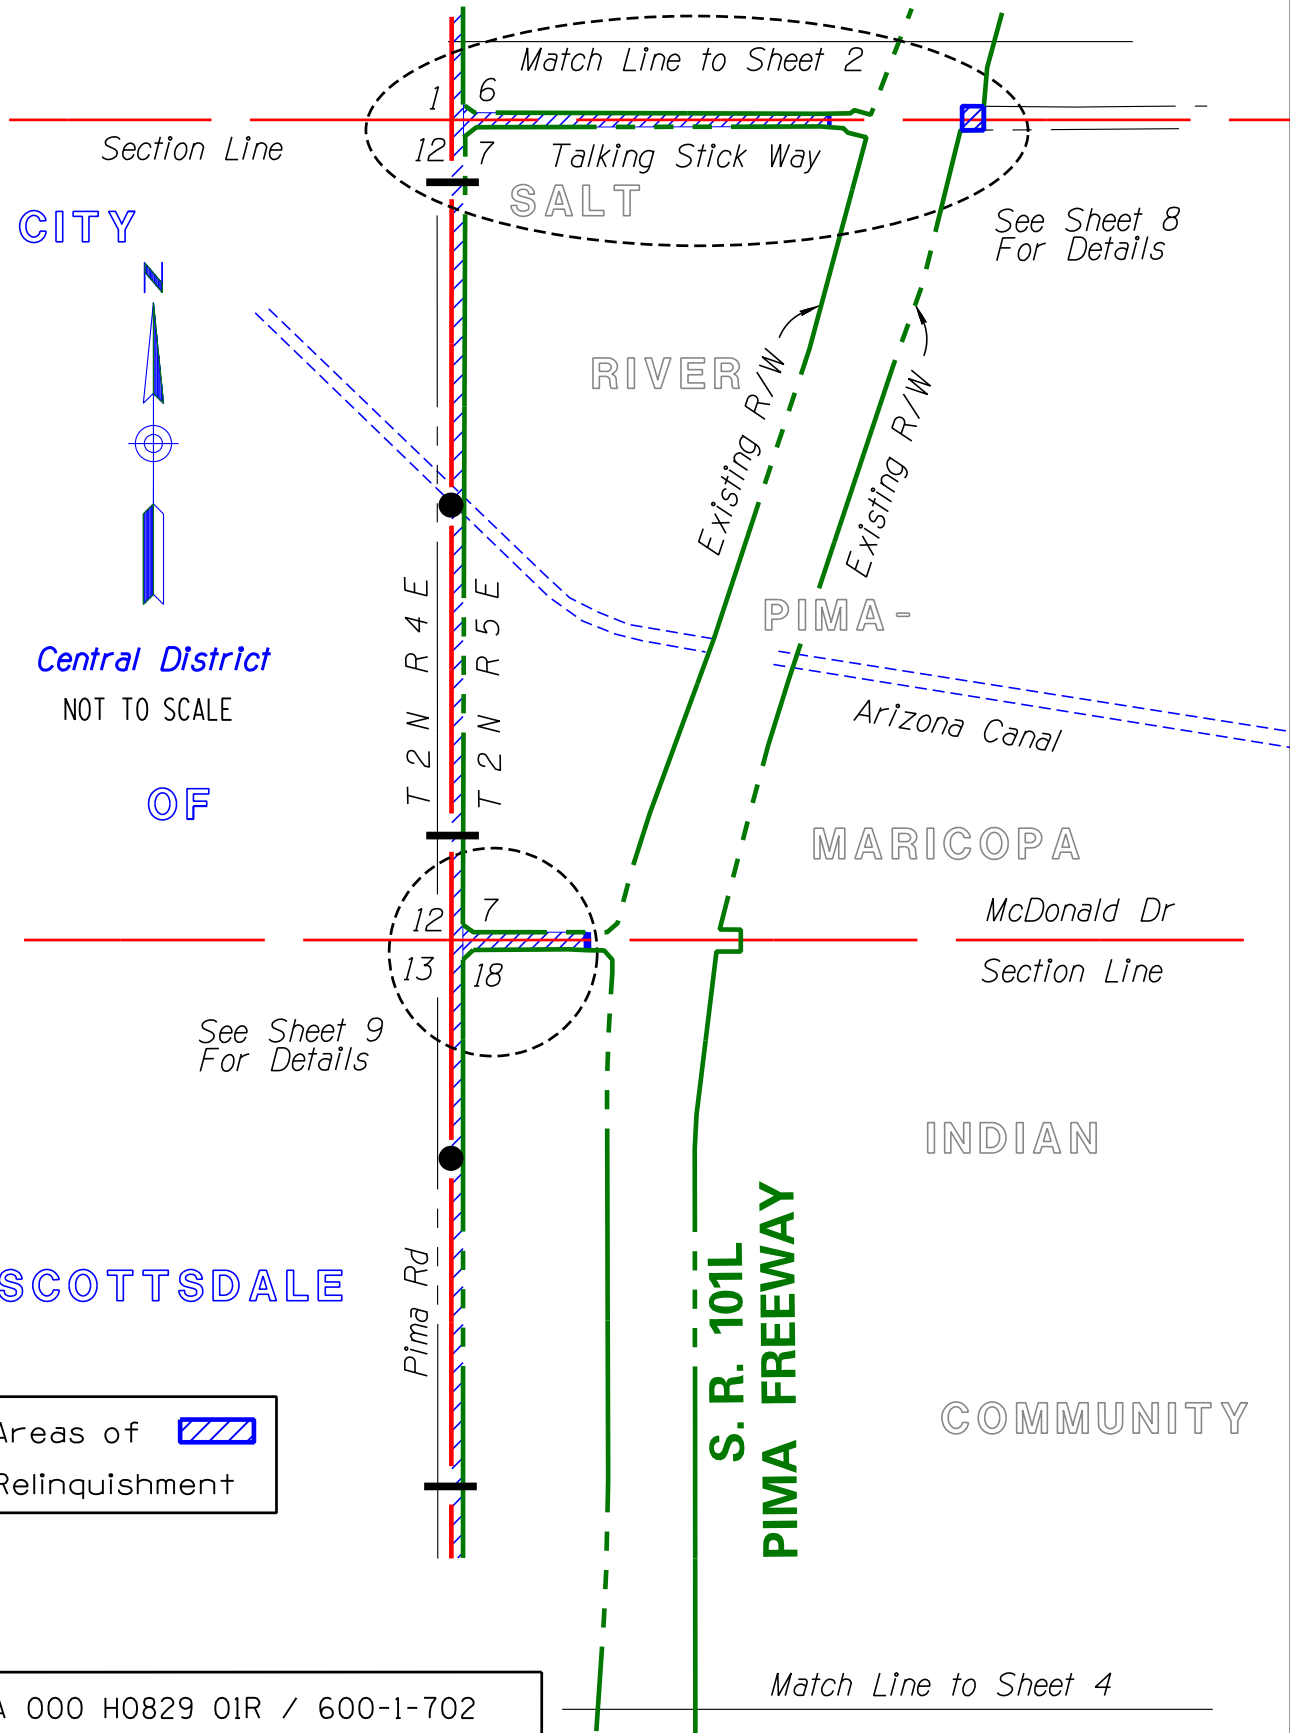 Match Line to Sheet 2
1 6
Section Line
12 7
Talking Stick Way
SALT
CITY
See Sheet 8
For Details
N
RIVER
Existing R/W
Existing R/W
T 2 N R 4 E
T 2 N R 5 E
PIMA-
Central District
NOT TO SCALE
Arizona Canal
OF
MARICOPA
12 7
McDonald Dr
13 18
Section Line
See Sheet 9
For Details
INDIAN
Pima Rd
SCOTTSDALE
S. R. 101L
PIMA FREEWAY
COMMUNITY
Areas of
Relinquishment
Match Line to Sheet 4
A 000 H0829 01R / 600-1-702